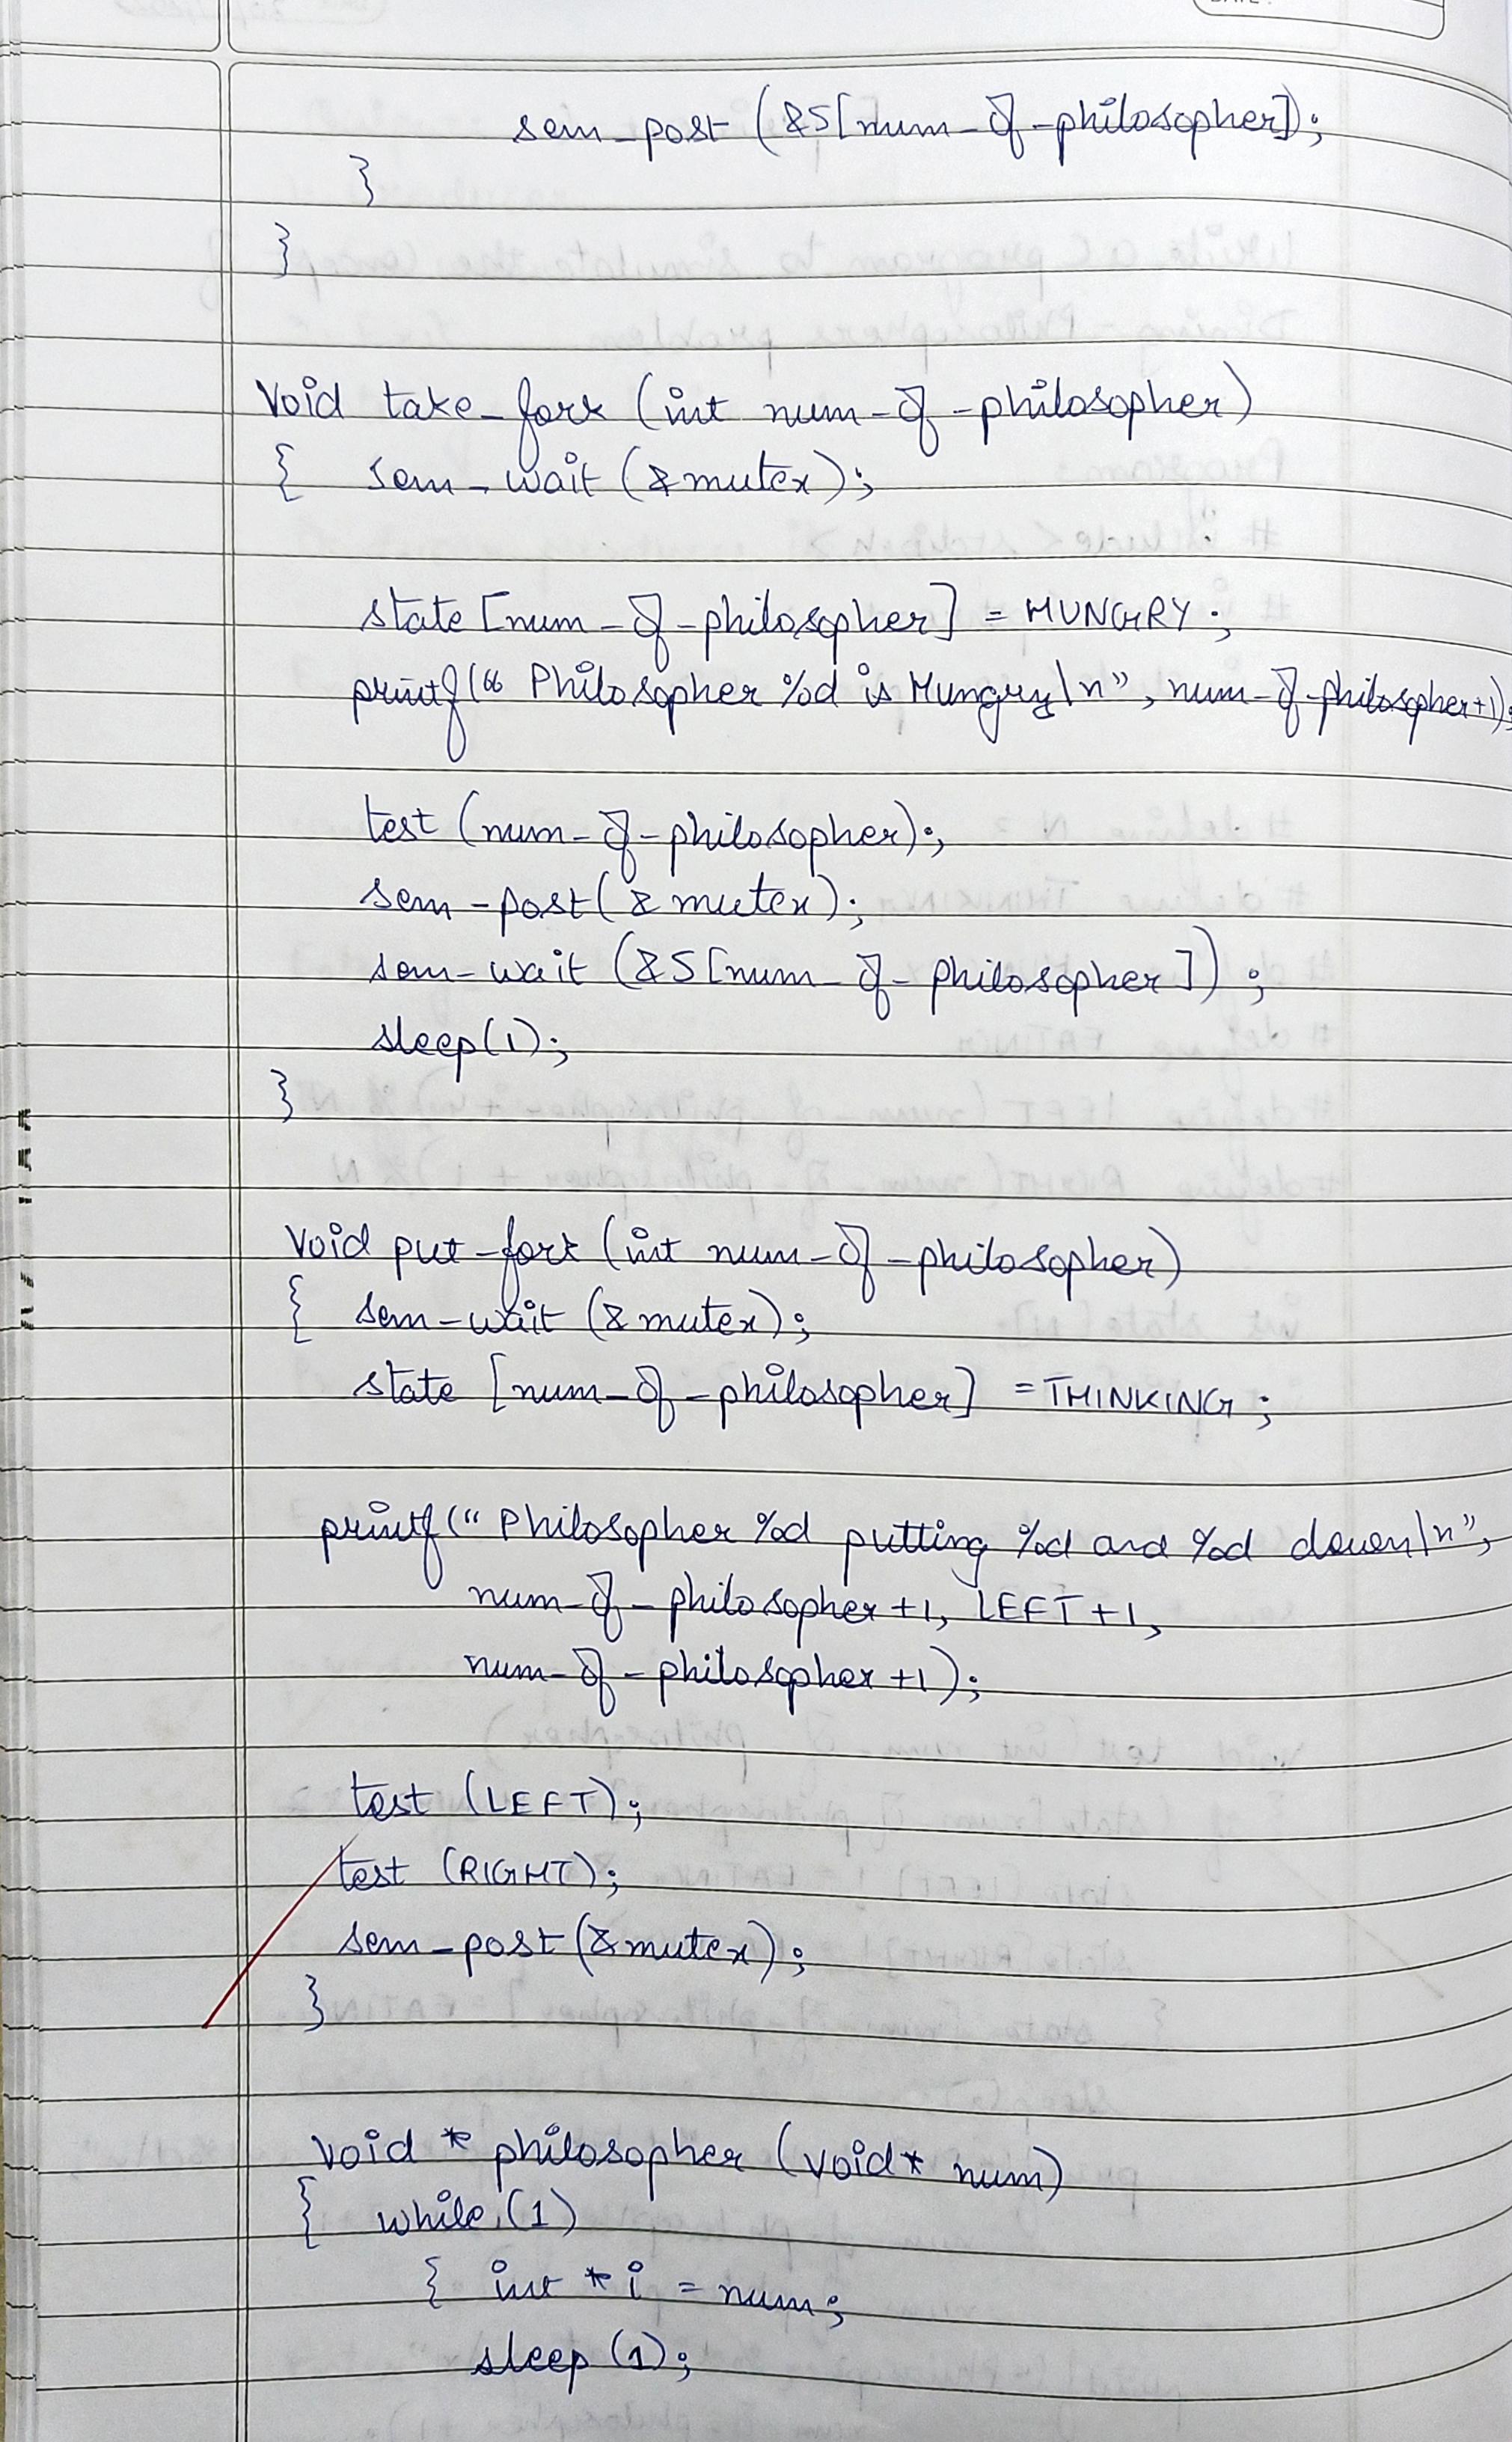 sem_post (&S[num_of_philosopher]);
}
}
Void take_fork (int num_of_philosopher)
{ sem_wait (&mutex);
state [num_of_philosopher] = HUNGRY;
printf(“ Philosopher %d is Hungry\n”, num_of_philosopher+1);
test (num_of_philosopher);
sem_post(&mutex);
sem_wait (&S[num_of_philosopher]);
sleep(1);
}
Void put_fork (int num_of_philosopher)
{ sem_wait (&mutex);
state [num_of_philosopher] = THINKING;
printf(“ Philosopher %d putting %d and %d down\n”,
num_of_philosopher+1, LEFT+1,
num_of_philosopher+1);
test (LEFT);
test (RIGHT);
sem_post (&mutex);
}
void * philosopher (void* num)
{ while (1)
{ int *i = num;
sleep (1);